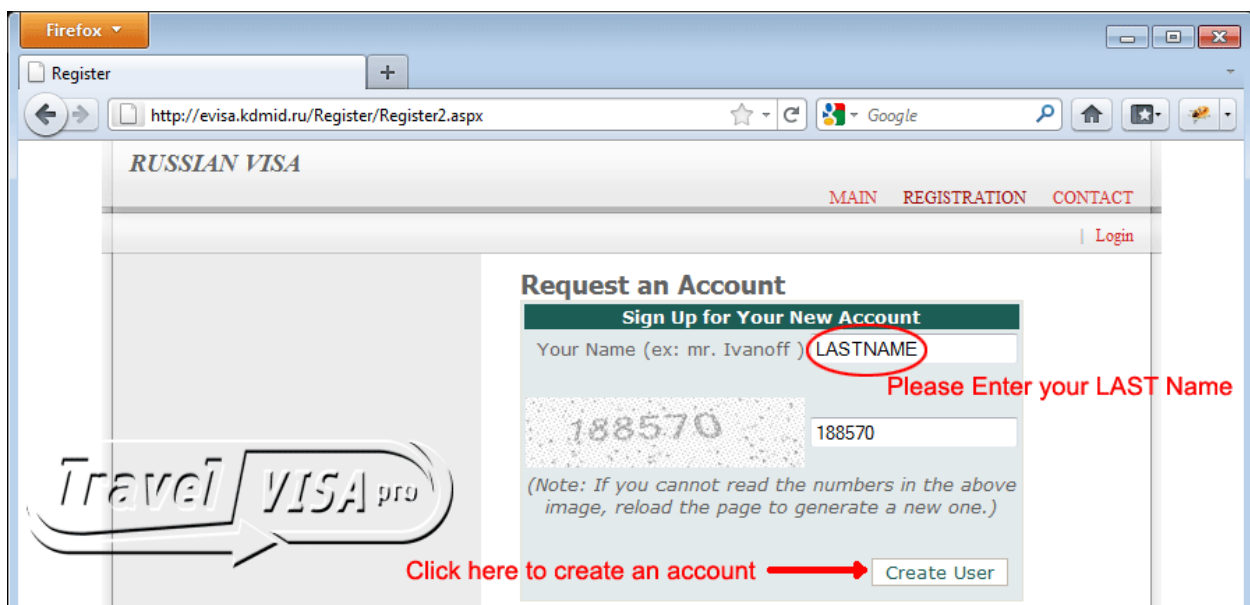 Firefox
Register
http://evisa.kdmid.ru/Register/Register2.aspx
Google
RUSSIAN VISA
MAIN REGISTRATION CONTACT
| Login
Request an Account
Sign Up for Your New Account
Your Name (ex: mr. Ivanoff ) LASTNAME
Please Enter your LAST Name
188570 188570
(Note: If you cannot read the numbers in the above
image, reload the page to generate a new one.)
Travel VISA pro
Click here to create an account Create User